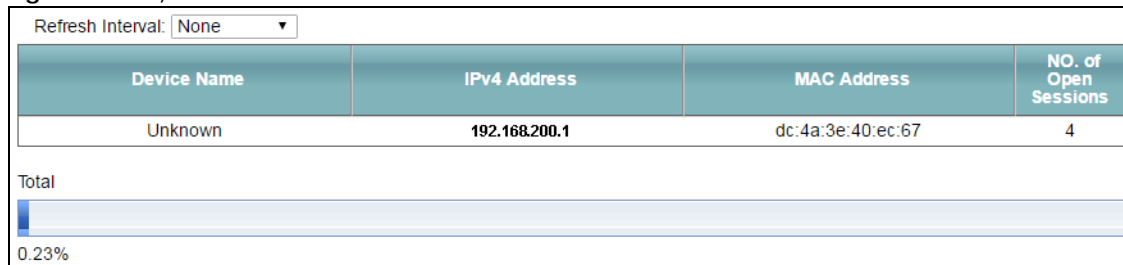 Refresh Interval: None
Device Name IPv4 Address MAC Address NO. of Open Sessions
Unknown 192.168.200.1 dc:4a:3e:40:ec:67 4
Total
0.23%